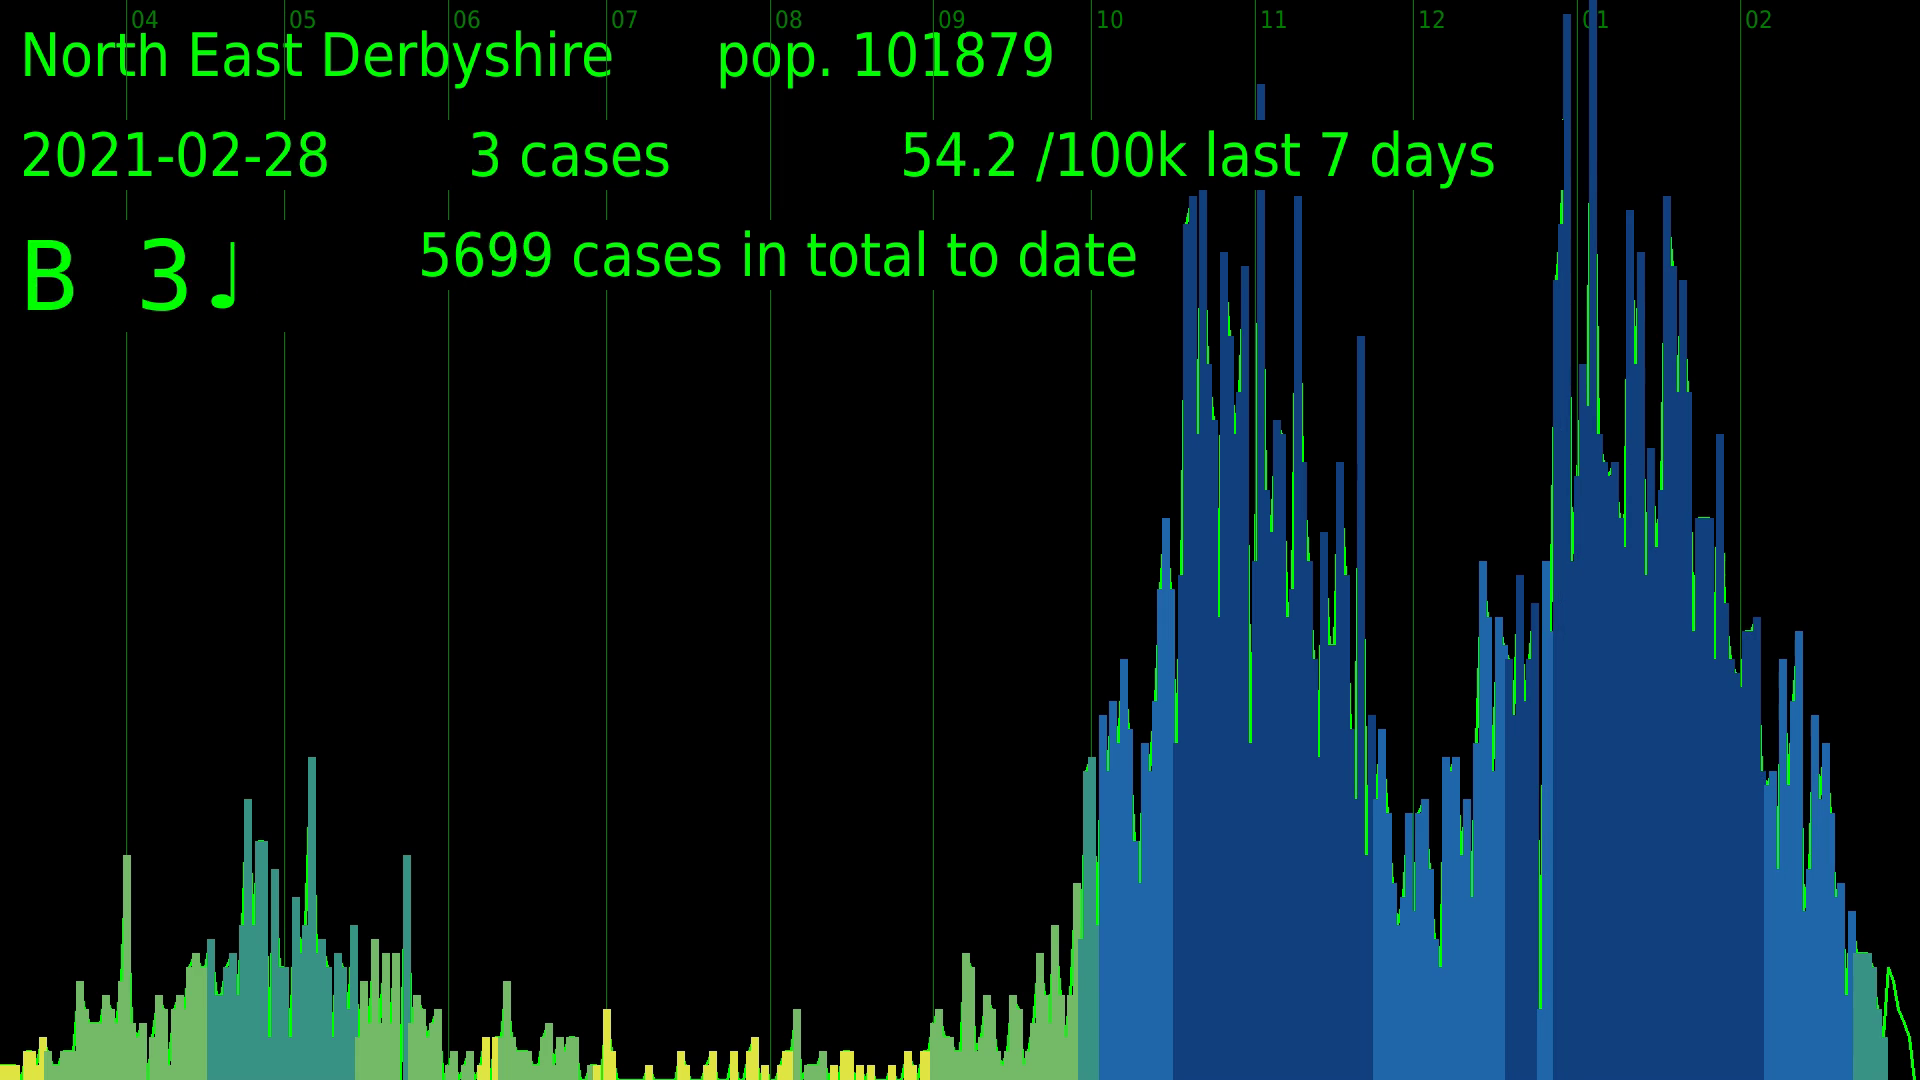 04 05 06 07 08 09 10 11 12 01 02
North East Derbyshire pop. 101879
2021-02-28 3 cases 54.2 /100k last 7 days
B 3♩ 5699 cases in total to date